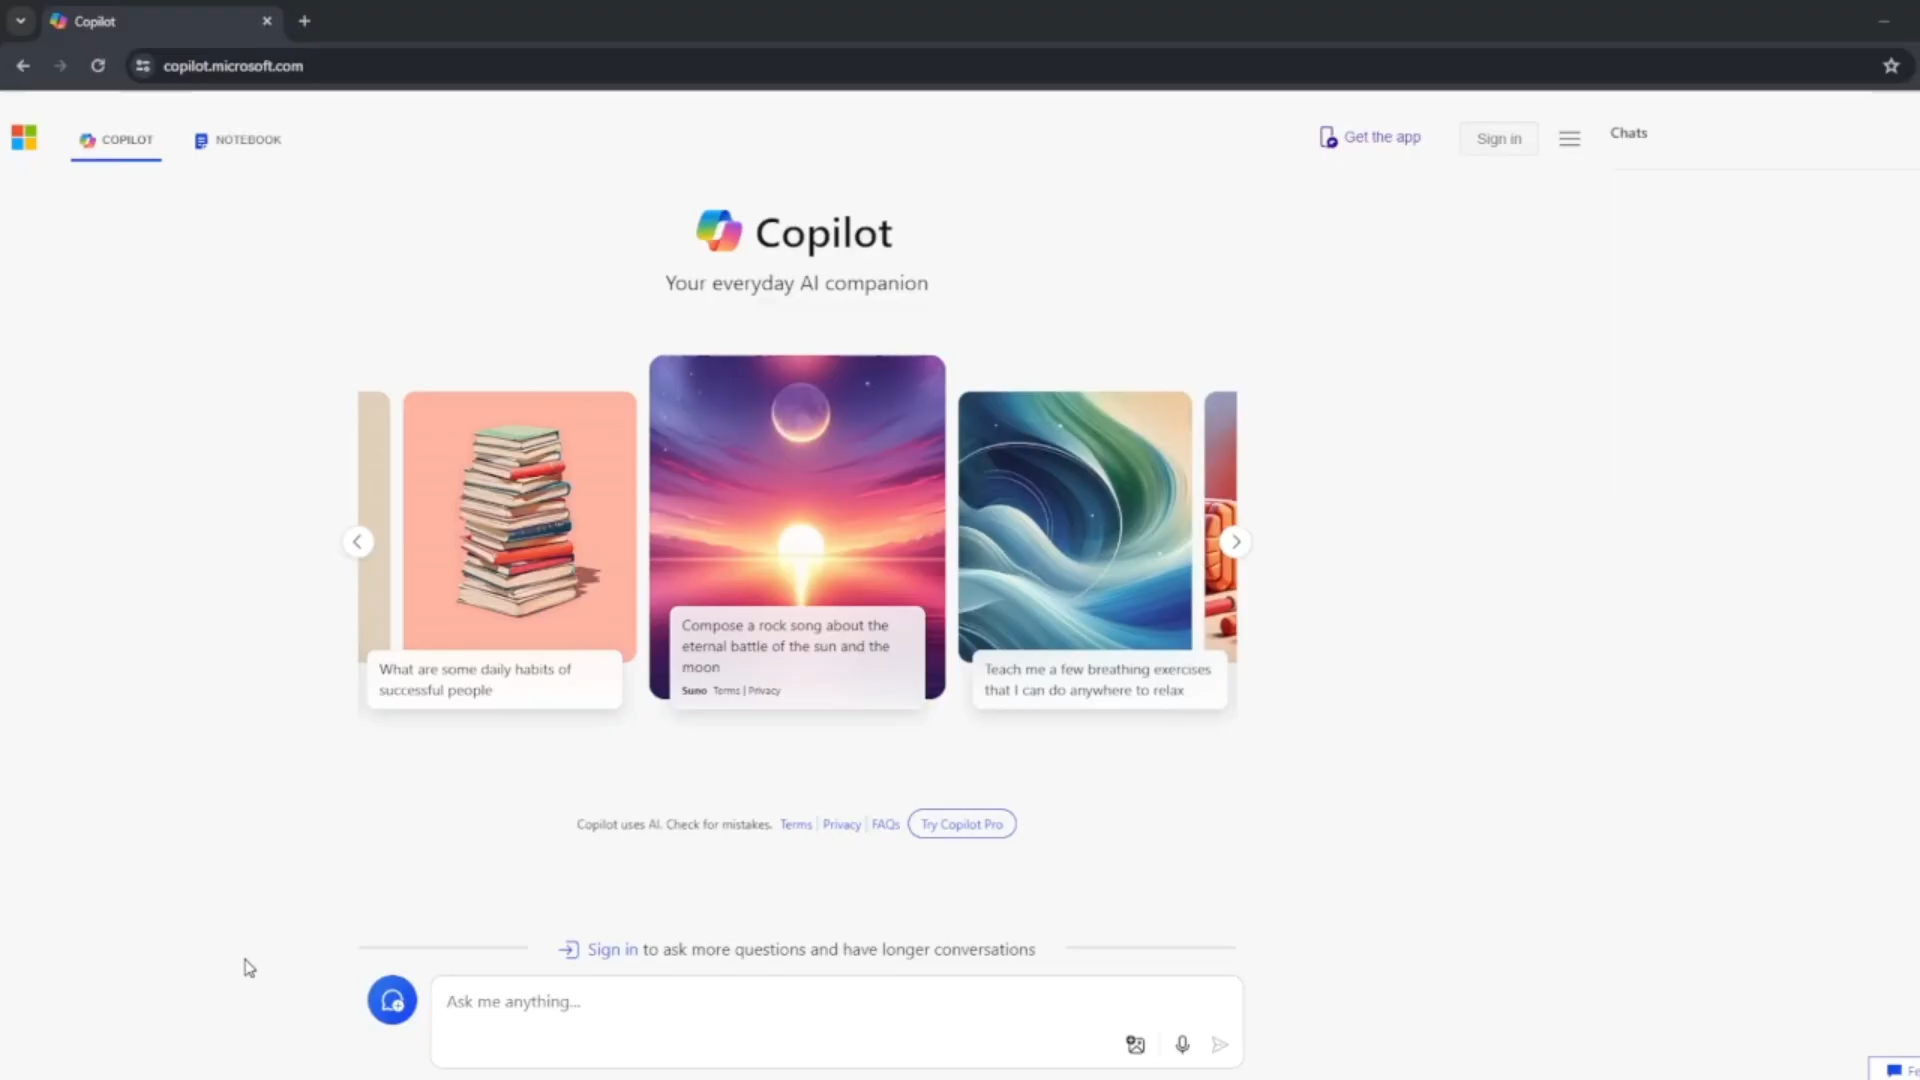 Copilot
copilot.microsoft.com
COPILOT
NOTEBOOK
Get the app
Sign in
Chats
Copilot
Your everyday AI companion
What are some daily habits of
successful people
Compose a rock song about the
eternal battle of the sun and the
moon
Suno Terms | Privacy
Teach me a few breathing exercises
that I can do anywhere to relax
Copilot uses AI. Check for mistakes. Terms | Privacy | FAQs Try Copilot Pro
Sign in to ask more questions and have longer conversations
Ask me anything...